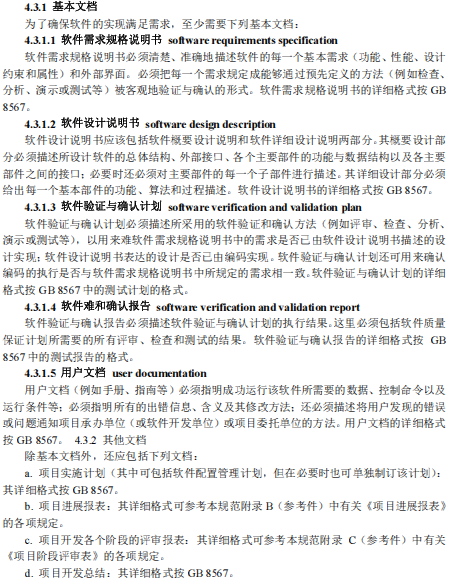 4.3.1 基本文档
为了确保软件的实现满足需求，至少需要下列基本文档：
4.3.1.1 软件需求规格说明书 software requirements specification
软件需求规格说明书必须清楚、准确地描述软件的每一个基本需求（功能、性能、设计
约束和属性）和外部界面。必须把每一个需求规定成能够通过预先定义的方法（例如检查、
分析、演示或测试等）被客观地验证与确认的形式。软件需求规格说明书的详细格式按 GB
8567。
4.3.1.2 软件设计说明书 software design description
软件设计说明书应该包括软件概要设计说明和软件详细设计说明两部分。其概要设计部
分必须描述所设计软件的总体结构、外部接口、各个主要部件的功能与数据结构以及各主要
部件之间的接口；必要时还必须对主要部件的每一个子部件进行描述。其详细设计部分必须
给出每一个基本部件的功能、算法和过程描述。软件设计说明书的详细格式按 GB 8567。
4.3.1.3 软件验证与确认计划 software verification and validation plan
软件验证与确认计划必须描述所采用的软件验证和确认方法（例如评审、检查、分析、
演示或测试等），以用来难软件需求规格说明书中的需求是否已由软件设计说明书描述的设
计实现；软件设计说明书表达的设计是否已由编码实现。软件验证与确认计划还可用来确认
编码的执行是否与软件需求规格说明书中所规定的需求相一致。软件验证与确认计划的详细
格式按 GB 8567 中的测试计划的格式。
4.3.1.4 软件难和确认报告 software verification and validation report
软件验证与确认报告必须描述软件验证与确认计划的执行结果。这里必须包括软件质量
保证计划所需要的所有评审、检查和测试的结果。软件验证与确认报告的详细格式按 GB
8567 中的测试报告的格式。
4.3.1.5 用户文档 user documentation
用户文档（例如手册、指南等）必须指明成功运行该软件所需要的数据、控制命令以及
运行条件等；必须指明所有的出错信息、含义及其修改方法；还必须描述将用户发现的错误
或问题通知项目承办单位（或软件开发单位）或项目委托单位的方法。用户文档的详细格式
按 GB 8567。 4.3.2 其他文档
除基本文档外，还应包括下列文档：
a. 项目实施计划（其中可包括软件配置管理计划，但在必要时也可单独制订该计划）：
其详细格式按 GB 8567。
b. 项目进展报表：其详细格式可参考本规范附录 B（参考件）中有关《项目进展报表》
的各项规定。
c. 项目开发各个阶段的评审报表：其详细格式可参考本规范附录 C（参考件）中有关
《项目阶段评审表》的各项规定。
d. 项目开发总结：其详细格式按 GB 8567。